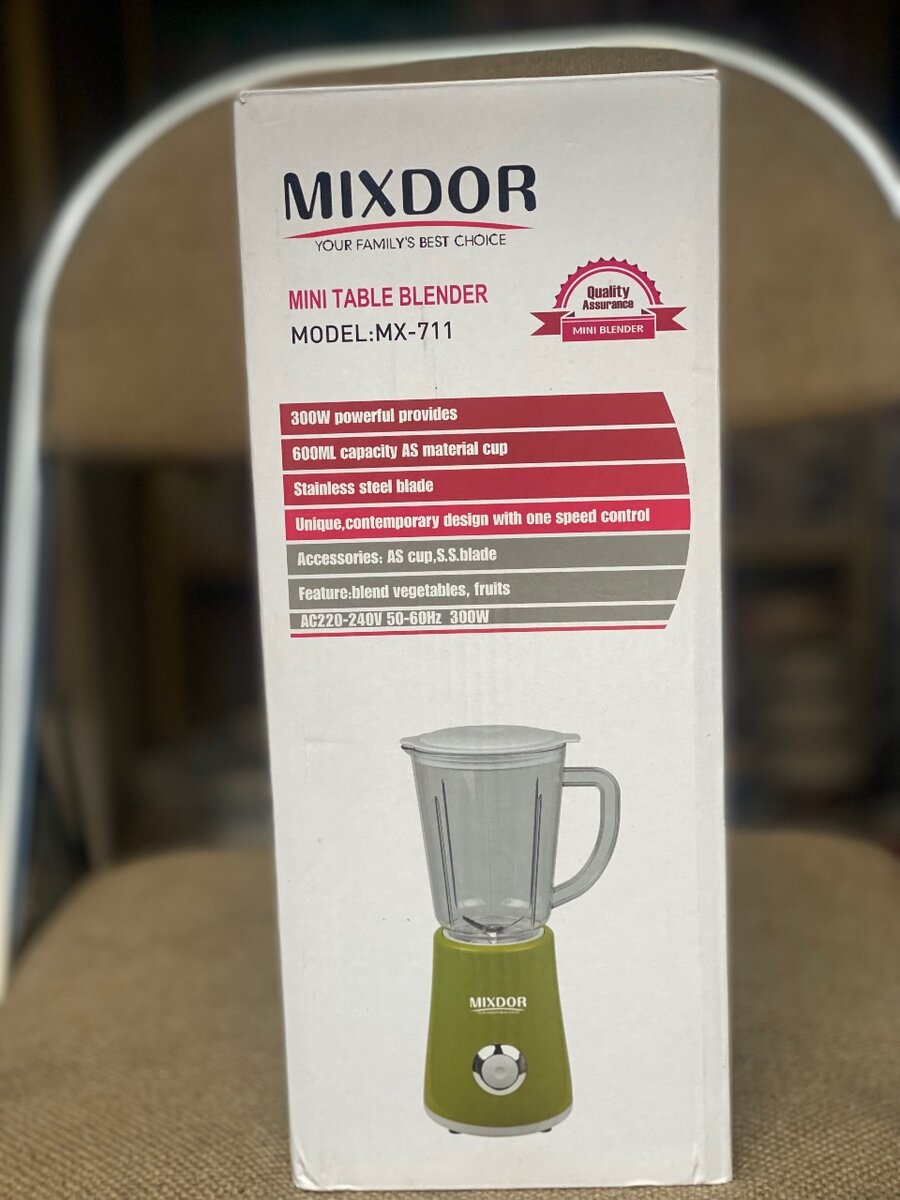 MIXDOR
YOUR FAMILY'S BEST CHOICE
MINI TABLE BLENDER
MODEL:MX-711
Quality
Assurance
MINI BLENDER
300W powerful provides
600ML capacity AS material cup
Stainless steel blade
Unique,contemporary design with one speed control
Accessories: AS cup,S.S.blade
Feature:blend vegetables, fruits
AC220-240V 50-60Hz 300W
MIXDOR